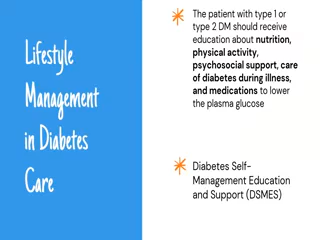 Lifestyle
Management
in Diabetes
Care
The patient with type 1 or
type 2 DM should receive
education about nutrition,
physical activity,
psychosocial support, care
of diabetes during illness,
and medications to lower
the plasma glucose
Diabetes Self-
Management Education
and Support (DSMES)